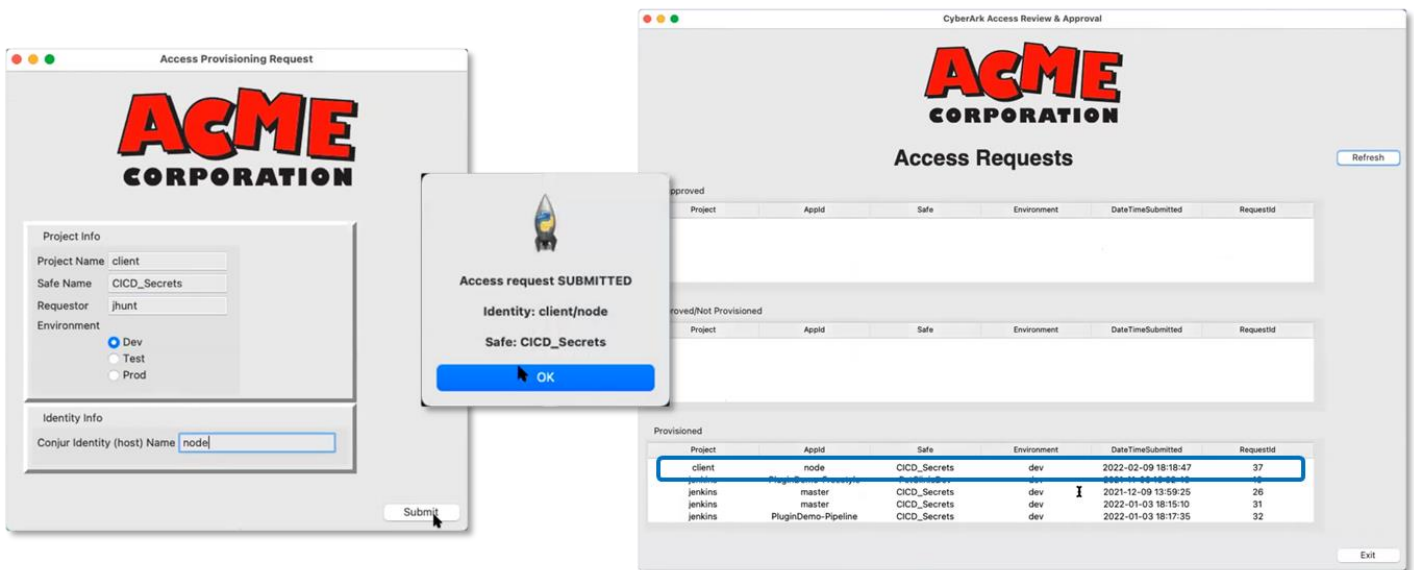 Access Provisioning Request
ACME
CORPORATION
Project Info
Project Name client
Safe Name CICD_Secrets
Requestor jhunt
Environment
Dev
Test
Prod
Identity Info
Conjur Identity (host) Name node
Submit
Access request SUBMITTED
Identity: client/node
Safe: CICD_Secrets
OK
CyberArk Access Review & Approval
ACME
CORPORATION
Access Requests
Refresh
pproved
Project AppId Safe Environment DateTimeSubmitted RequestId
roved/Not Provisioned
Project AppId Safe Environment DateTimeSubmitted RequestId
Provisioned
Project AppId Safe Environment DateTimeSubmitted RequestId
client node CICD_Secrets dev 2022-02-09 18:18:47 37
jenkins dev
jenkins master CICD_Secrets dev 2021-12-09 13:59:25 26
jenkins master CICD_Secrets dev 2022-01-03 18:15:10 31
jenkins PluginDemo-Pipeline CICD_Secrets dev 2022-01-03 18:17:35 32
Exit